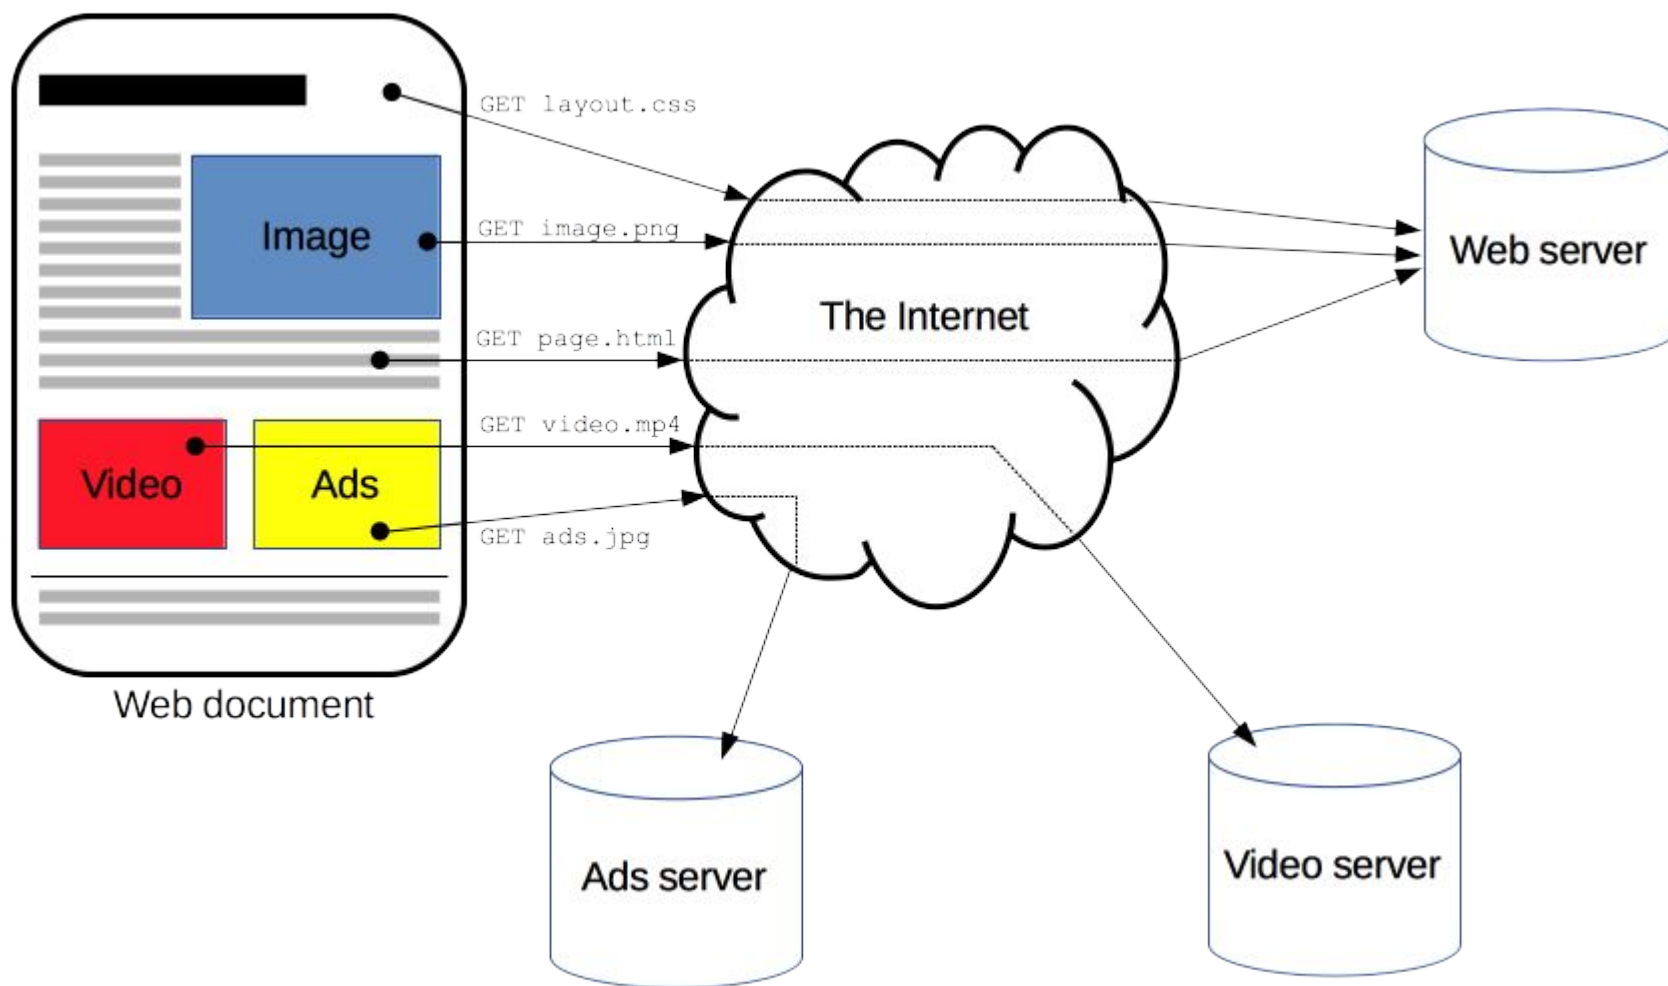 GET layout.css
Image
GET image.png
Web server
The Internet
GET page.html
GET video.mp4
Video
Ads
GET ads.jpg
Web document
Ads server
Video server